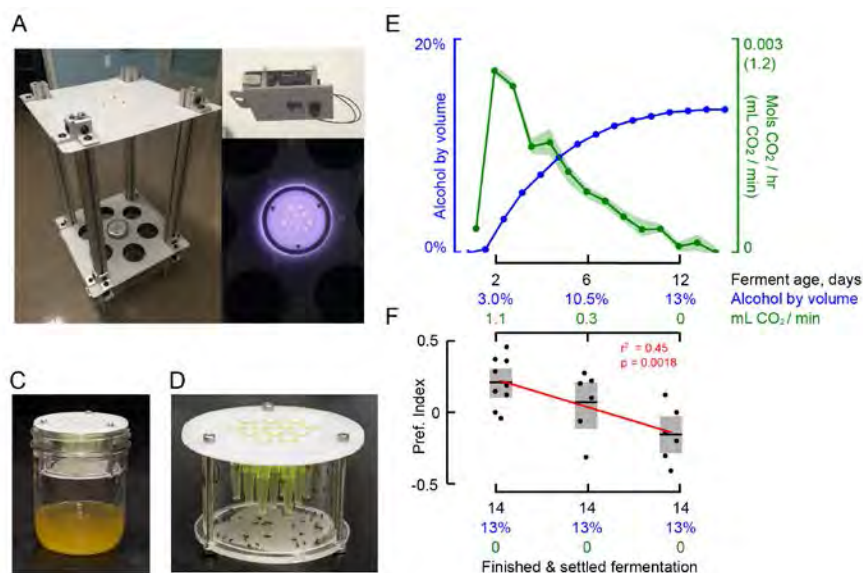 A
C
D
E
20%
Alcohol by volume
0%
0.003
(1.2)
Mols CO₂ / hr
(mL CO₂ / min)
0
2 6 12 Ferment age, days
3.0% 10.5% 13% Alcohol by volume
1.1 0.3 0 mL CO₂ / min
F
0.5
Pref. Index
0
-0.5
r² = 0.45
p = 0.0018
14 14 14
13% 13% 13%
0 0 0
Finished & settled fermentation